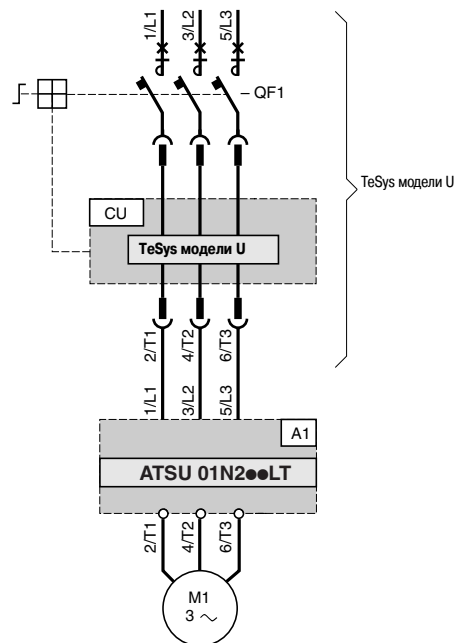 1/L1 3/L2 5/L3
QF1
TeSys модели U
CU
TeSys модели U
2/T1 4/T2 6/T3
1/L1 3/L2 5/L3
A1
ATSU 01N2●●LT
2/T1 4/T2 6/T3
M1
3 ~